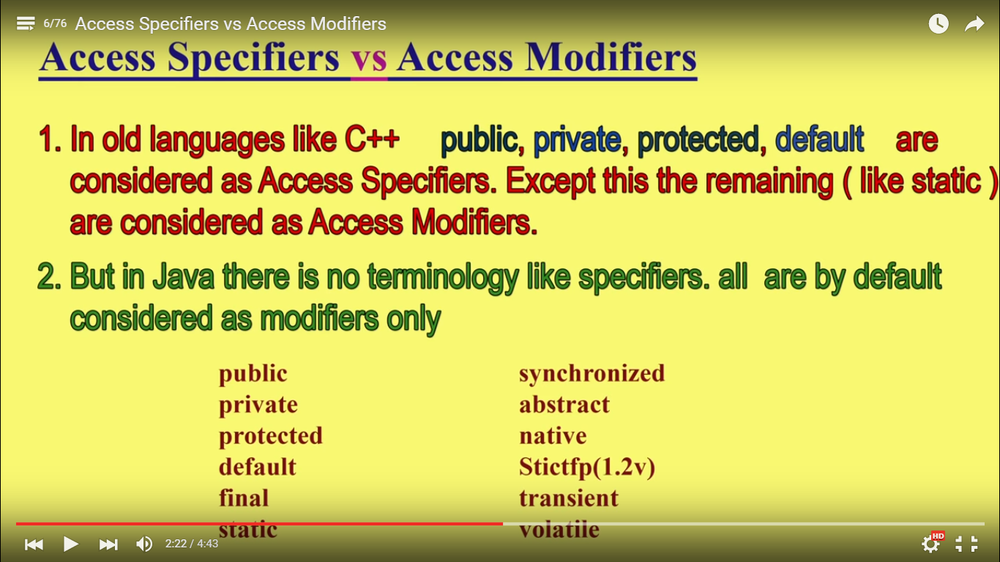 6/76 Access Specifiers vs Access Modifiers
Access Specifiers vs Access Modifiers
1. In old languages like C++ public, private, protected, default are
considered as Access Specifiers. Except this the remaining ( like static )
are considered as Access Modifiers.
2. But in Java there is no terminology like specifiers. all are by default
considered as modifiers only
public
private
protected
default
final
static
synchronized
abstract
native
Stictfp(1.2v)
transient
volatile
2:22 / 4:43
HD